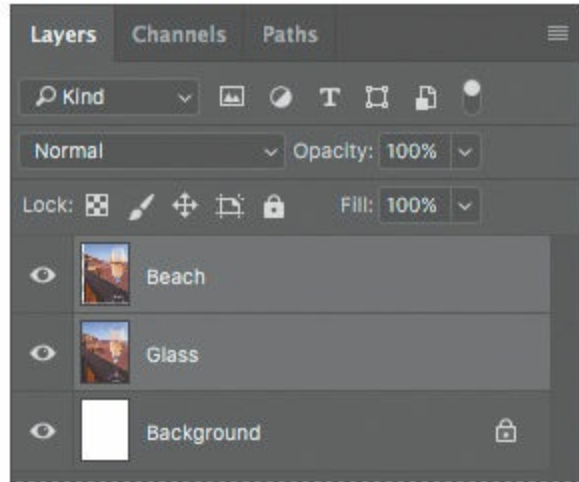 Layers Channels Paths
Kind T
Normal Opacity: 100%
Lock: Fill: 100%
Beach
Glass
Background